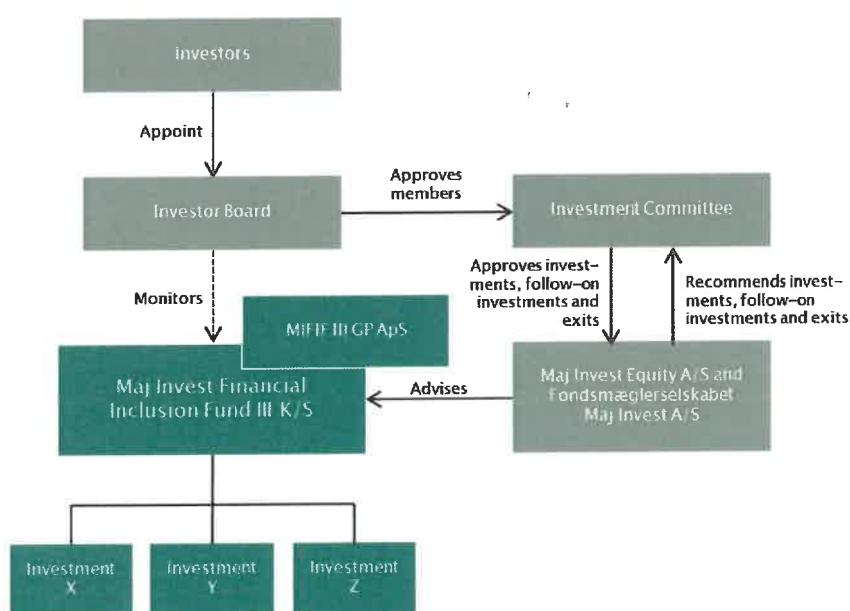 Investors
Appoint
Investor Board
Approves
members
Investment Committee
Monitors
Approves invest-
ments, follow-on
investments and
exits
Recommends invest-
ments, follow-on
investments and exits
MIFIF III GP ApS
Maj Invest Financial
Inclusion Fund III K/S
Advises
Maj Invest Equity A/S and
Fondsmæglerselskabet
Maj Invest A/S
Investment
X
Investment
Y
Investment
Z